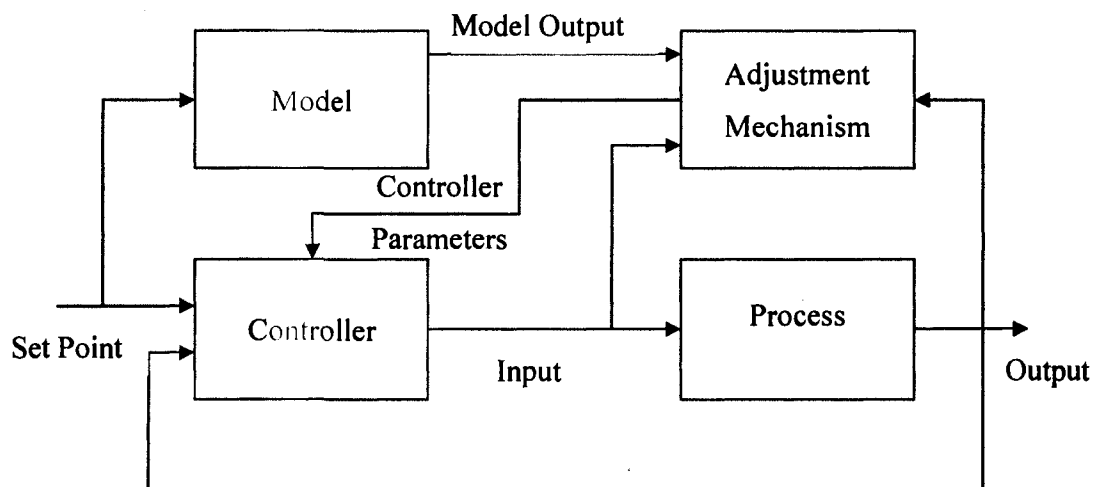 Model Output
Model
Adjustment
Mechanism
Controller
Parameters
Controller
Process
Set Point
Input
Output